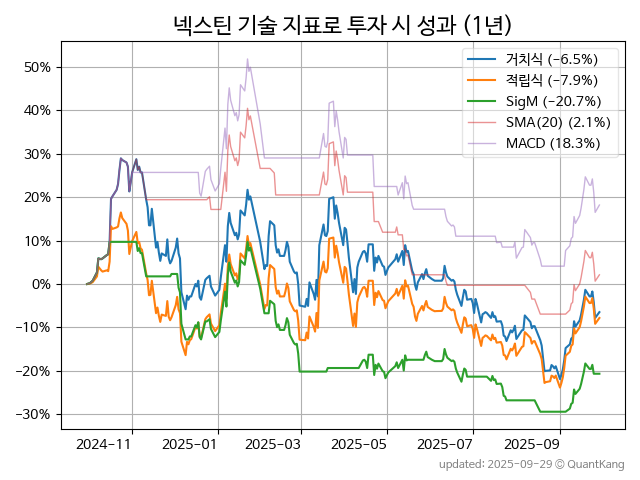 넥스틴 기술 지표로 투자 시 성과 (1년)
거치식 (−6.5%)
적립식 (−7.9%)
SigM (−20.7%)
SMA(20) (2.1%)
MACD (18.3%)
50%
40%
30%
20%
10%
0%
−10%
−20%
−30%
2024−11
2025−01
2025−03
2025−05
2025−07
2025−09
updated: 2025−09−29 © QuantKang